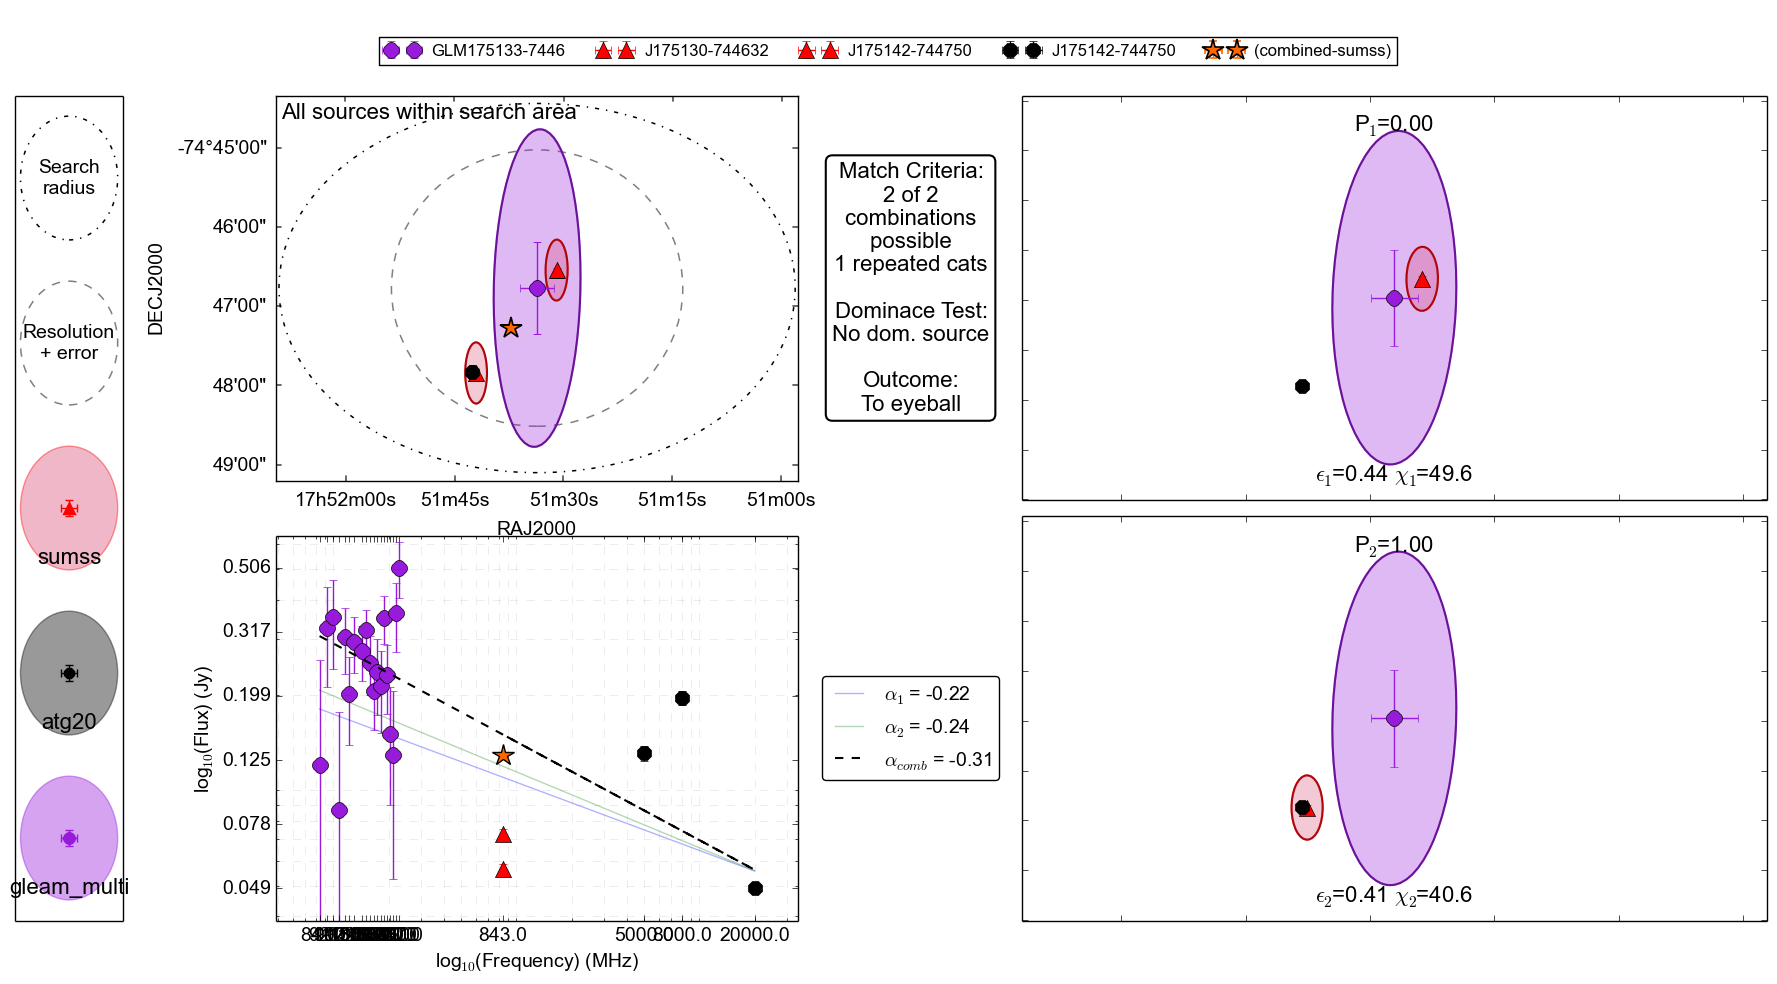 GLM175133-7446 J175130-744632 J175142-744750 J175142-744750 (combined-sumss)
Search
radius
Resolution
+ error
sumss
atg20
gleam_multi
All sources within search area
DECJ2000
-74°45'00"
46'00"
47'00"
48'00"
49'00"
17h52m00s 51m45s 51m30s 51m15s 51m00s
RAJ2000
Match Criteria:
2 of 2
combinations
possible
1 repeated cats
Dominace Test:
No dom. source
Outcome:
To eyeball
P1=0.00
ϵ1=0.44 χ1=49.6
P2=1.00
ϵ2=0.41 χ2=40.6
log10(Flux) (Jy)
0.506
0.317
0.199
0.125
0.078
0.049
843.0 5000.0 8000.0 20000.0
log10(Frequency) (MHz)
α1 = -0.22
α2 = -0.24
αcomb = -0.31